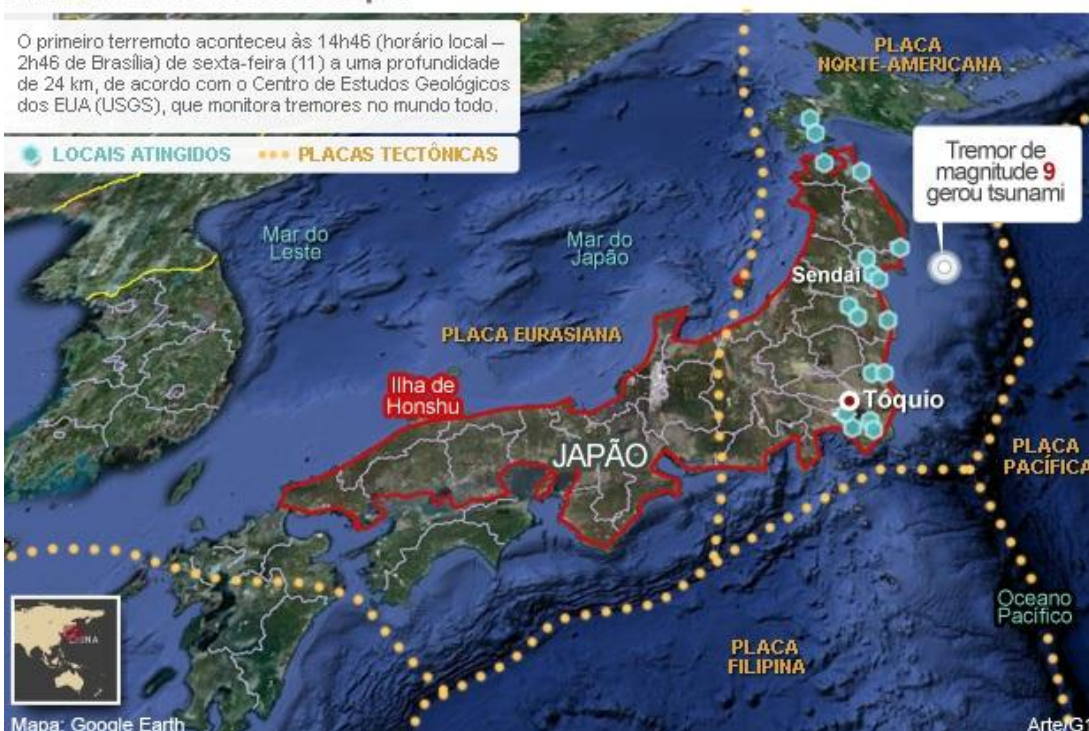 O primeiro terremoto aconteceu às 14h46 (horário local –
2h46 de Brasília) de sexta-feira (11) a uma profundidade
de 24 km, de acordo com o Centro de Estudos Geológicos
dos EUA (USGS), que monitora tremores no mundo todo.
LOCAIS ATINGIDOS
PLACAS TECTÔNICAS
PLACA
NORTE-AMERICANA
Tremor de
magnitude 9
gerou tsunami
Mar do
Leste
Mar do
Japão
Sendai
PLACA EURASIANA
Ilha de
Honshu
Tóquio
JAPÃO
PLACA
PACÍFICA
Oceano
Pacífico
PLACA
FILIPINA
CHINA
Mapa: Google Earth
Arte/G1